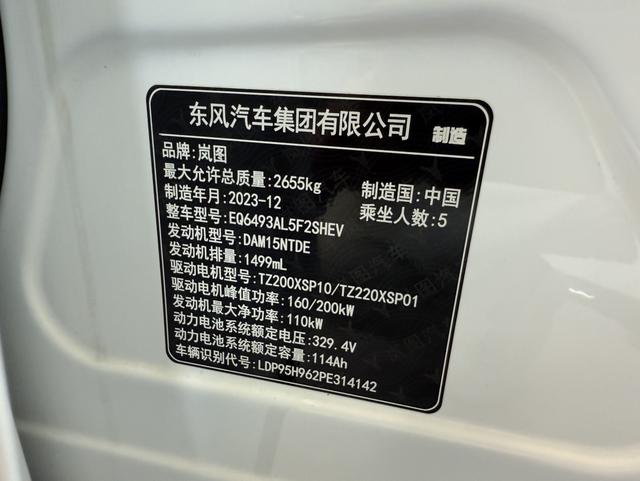 东风汽车集团有限公司 制造
品牌:岚图
最大允许总质量:2655kg 制造国:中国
制造年月:2023-12 乘坐人数:5
整车型号:EQ6493AL5F2SHEV
发动机型号:DAM15NTDE
发动机排量:1499mL
驱动电机型号:TZ200XSP10/TZ220XSP01
驱动电机峰值功率:160/200kW
发动机最大净功率:110kW
动力电池系统额定电压:329.4V
动力电池系统额定容量:114Ah
车辆识别代号:LDP95H962PE314142